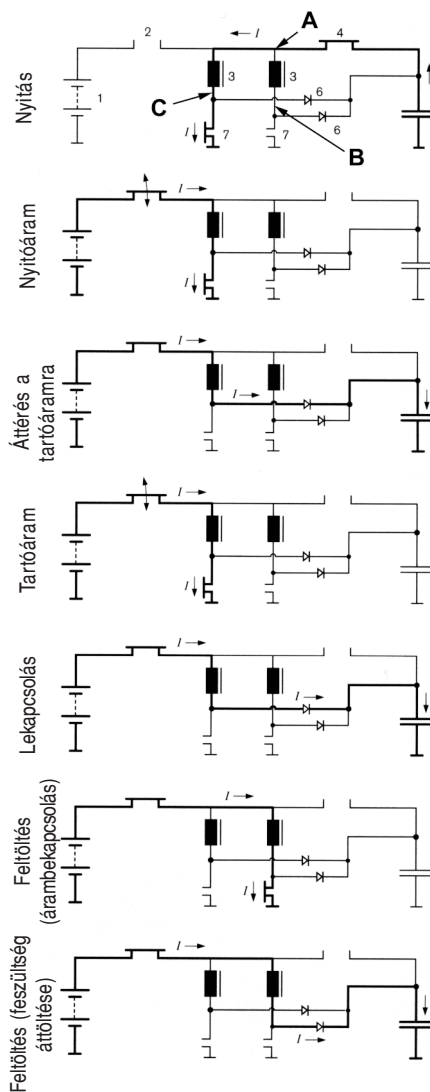 A
I
2
4
Nyitás
1
3
3
6
C
6
I
7
7
B
Nyitóáram
I
I
Áttérés a
tartóáramra
I
I
Tartóáram
I
I
Lekapcsolás
I
I
Feltöltés
(árambekapcsolás)
I
I
Feltöltés (feszültség
áttöltése)
I
I